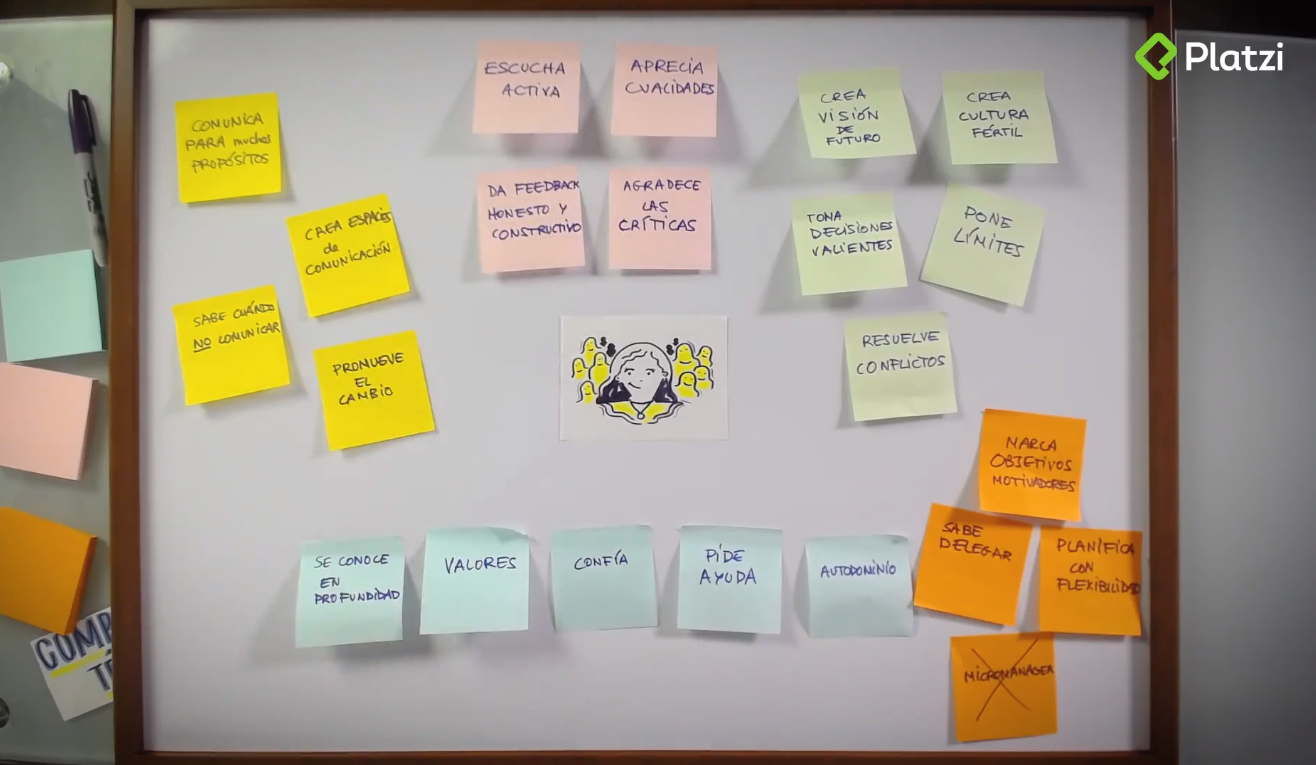 Platzi
COMUNICA
PARA muchos
PROPÓSITOS
CREA ESPACIOS
de
COMUNICACIÓN
SABE CUÁNDO
NO COMUNICAR
PROMUEVE
EL
CAMBIO
ESCUCHA
ACTIVA
APRECIA
CUALIDADES
DA FEEDBACK
HONESTO Y
CONSTRUCTIVO
AGRADECE
LAS
CRÍTICAS
CREA
VISIÓN
DE
FUTURO
CREA
CULTURA
FÉRTIL
TOMA
DECISIONES
VALIENTES
PONE
LÍMITES
RESUELVE
CONFLICTOS
MARCA
OBJETIVOS
MOTIVADORES
SABE
DELEGAR
PLANIFICA
CON
FLEXIBILIDAD
MICROMANAGER
SE CONOCE
EN
PROFUNDIDAD
VALORES
CONFÍA
PIDE
AYUDA
AUTODOMINIO